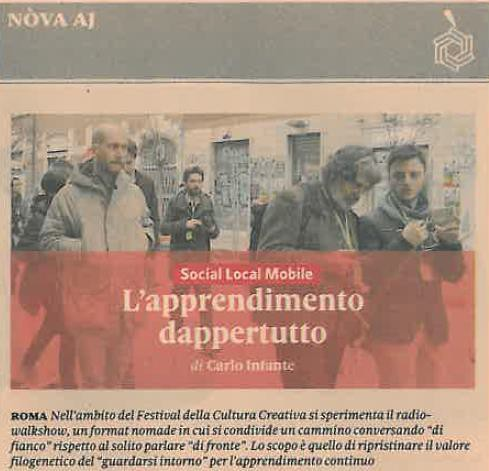 NÒVA AJ
Social Local Mobile
L'apprendimento
dappertutto
di Carlo Infante
ROMA Nell'ambito del Festival della Cultura Creativa si sperimenta il radio-
walkshow, un format nomade in cui si condivide un cammino conversando "di
fianco" rispetto al solito parlare "di fronte". Lo scopo è quello di ripristinare il valore
filogenetico del "guardarsi intorno" per l'apprendimento continuo